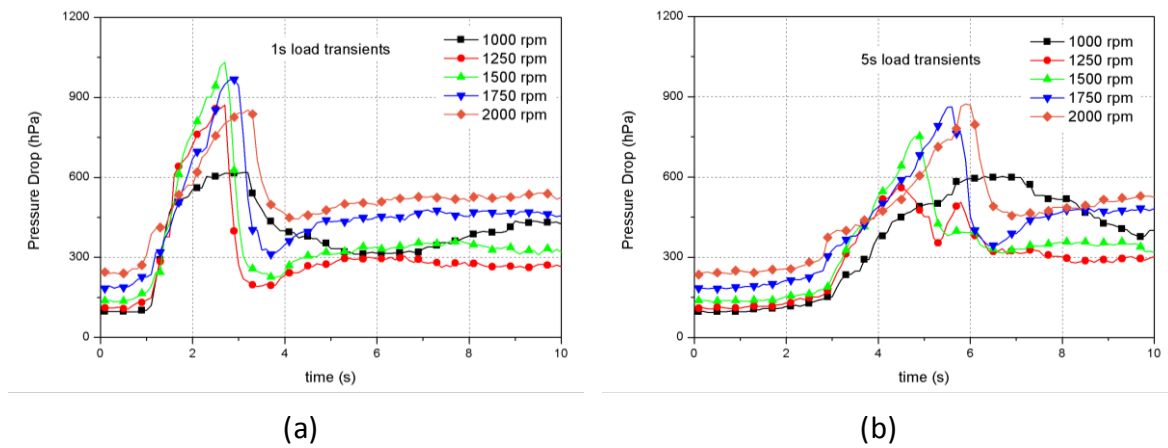 1200
900
600
300
0
Pressure Drop (hPa)
1s load transients
1000 rpm
1250 rpm
1500 rpm
1750 rpm
2000 rpm
0 2 4 6 8 10
time (s)
(a)
1200
900
600
300
0
Pressure Drop (hPa)
5s load transients
1000 rpm
1250 rpm
1500 rpm
1750 rpm
2000 rpm
0 2 4 6 8 10
time (s)
(b)